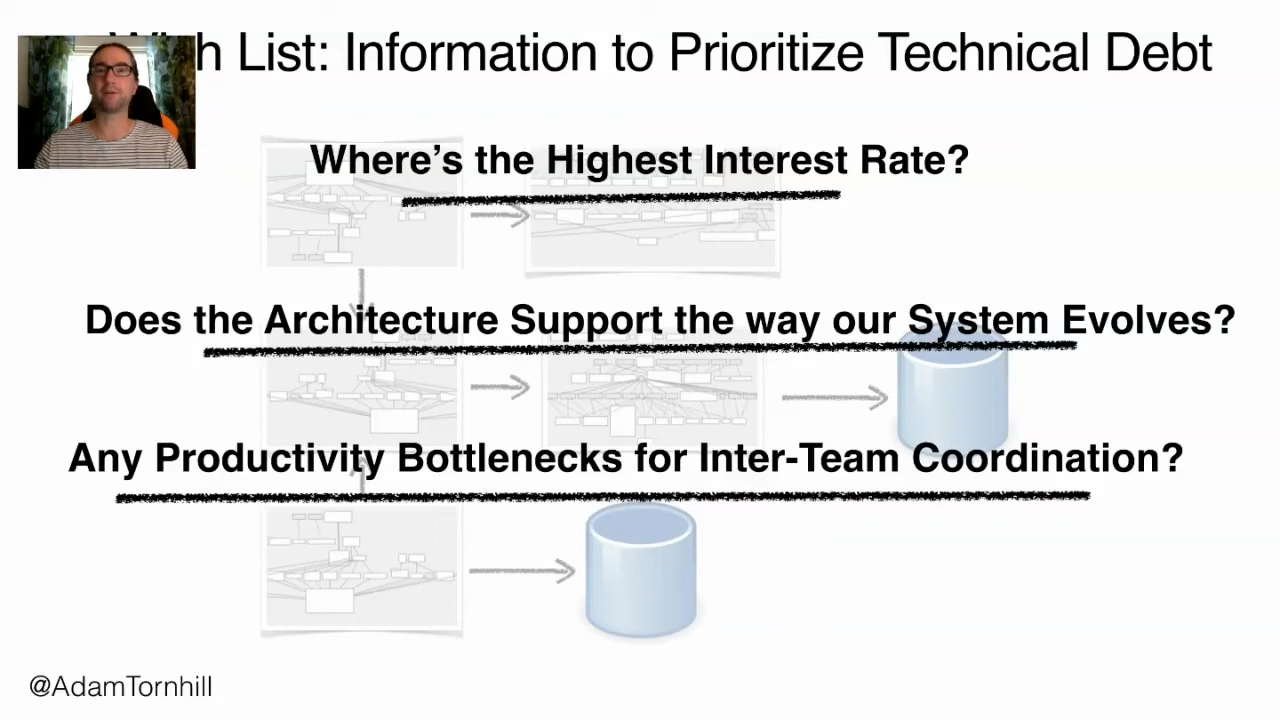 Wish List: Information to Prioritize Technical Debt
Where's the Highest Interest Rate?
Does the Architecture Support the way our System Evolves?
Any Productivity Bottlenecks for Inter-Team Coordination?
@AdamTornhill